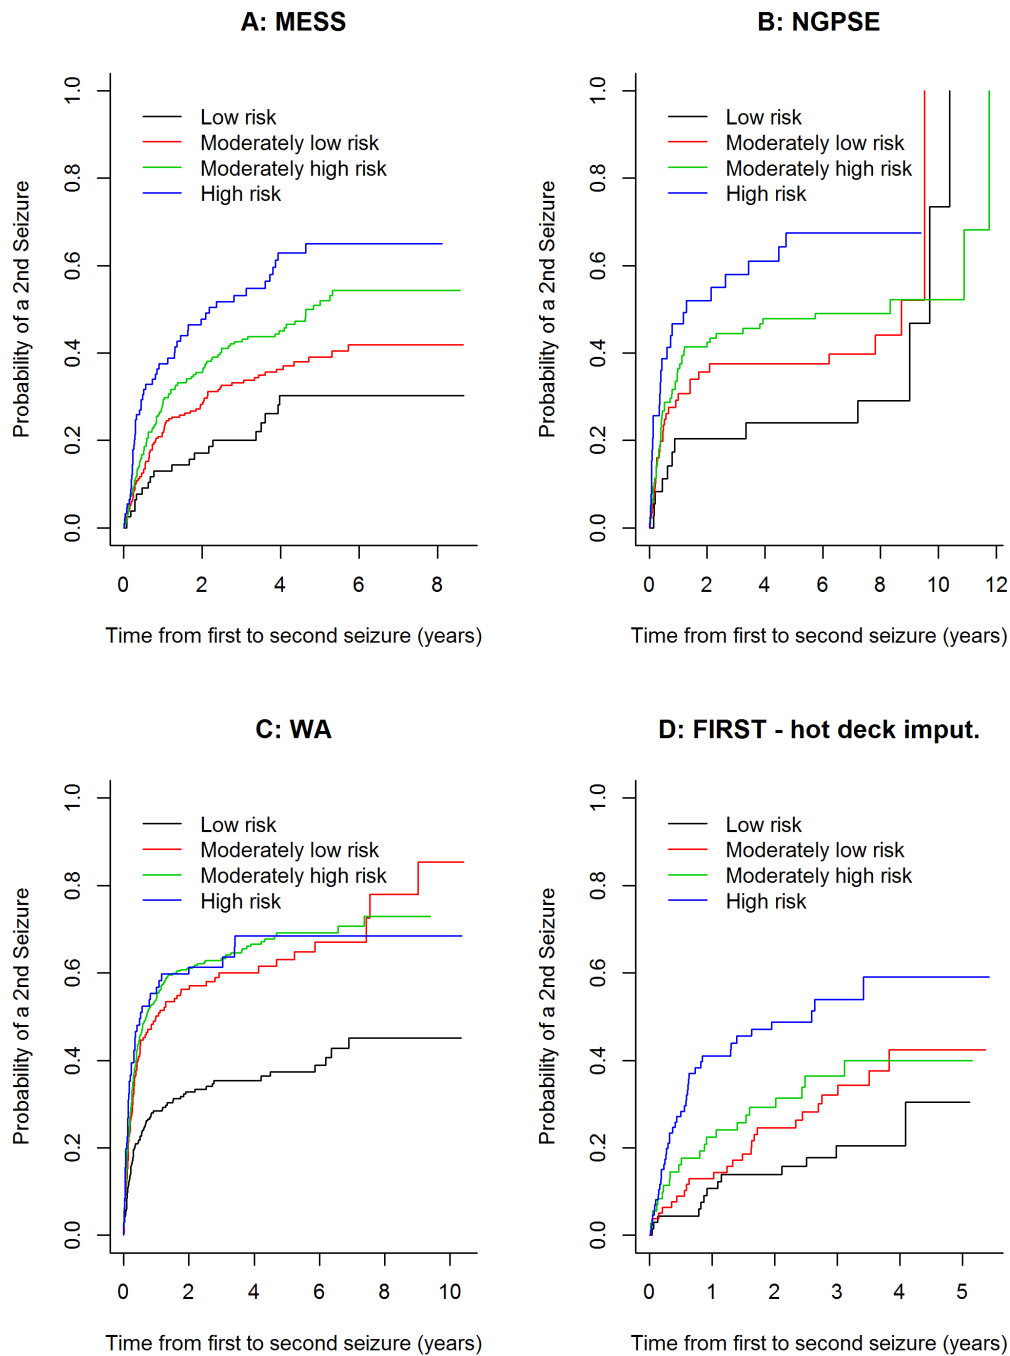 A: MESS
Probability of a 2nd Seizure
0.0 0.2 0.4 0.6 0.8 1.0
Low risk
Moderately low risk
Moderately high risk
High risk
0 2 4 6 8
Time from first to second seizure (years)
B: NGPSE
Probability of a 2nd Seizure
0.0 0.2 0.4 0.6 0.8 1.0
Low risk
Moderately low risk
Moderately high risk
High risk
0 2 4 6 8 10 12
Time from first to second seizure (years)
C: WA
Probability of a 2nd Seizure
0.0 0.2 0.4 0.6 0.8 1.0
Low risk
Moderately low risk
Moderately high risk
High risk
0 2 4 6 8 10
Time from first to second seizure (years)
D: FIRST - hot deck imput.
Probability of a 2nd Seizure
0.0 0.2 0.4 0.6 0.8 1.0
Low risk
Moderately low risk
Moderately high risk
High risk
0 1 2 3 4 5
Time from first to second seizure (years)